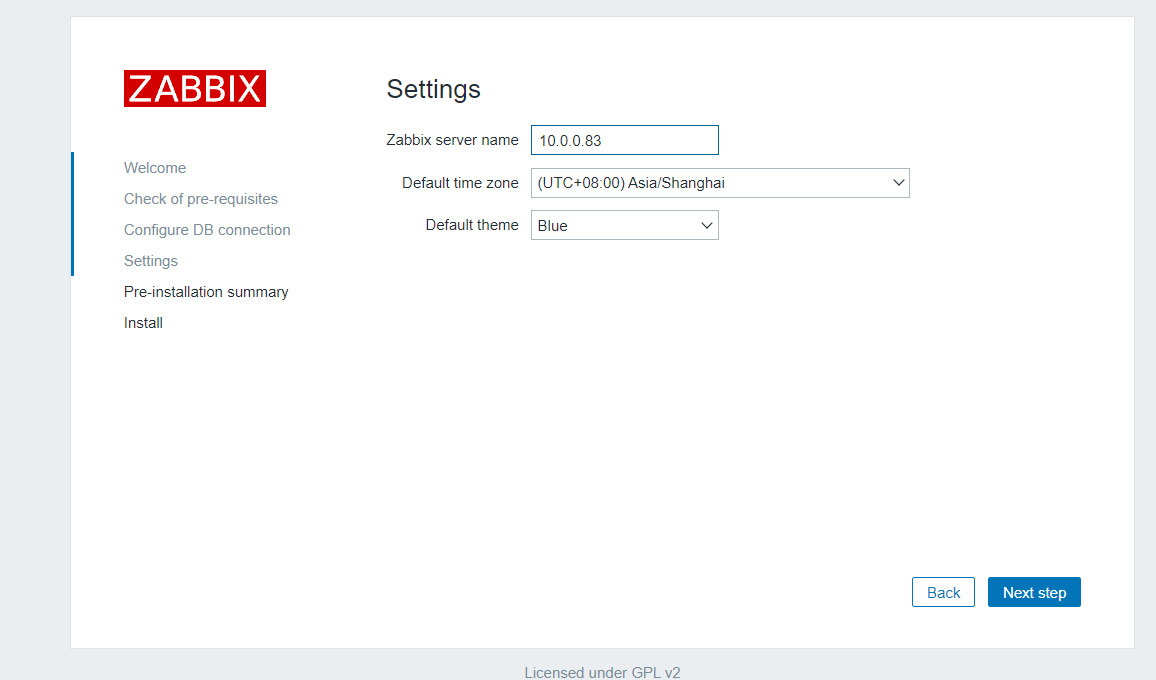 ZABBIX
Welcome
Check of pre-requisites
Configure DB connection
Settings
Pre-installation summary
Install
Settings
Zabbix server name 10.0.0.83
Default time zone (UTC+08:00) Asia/Shanghai
Default theme Blue
Back Next step
Licensed under GPL v2